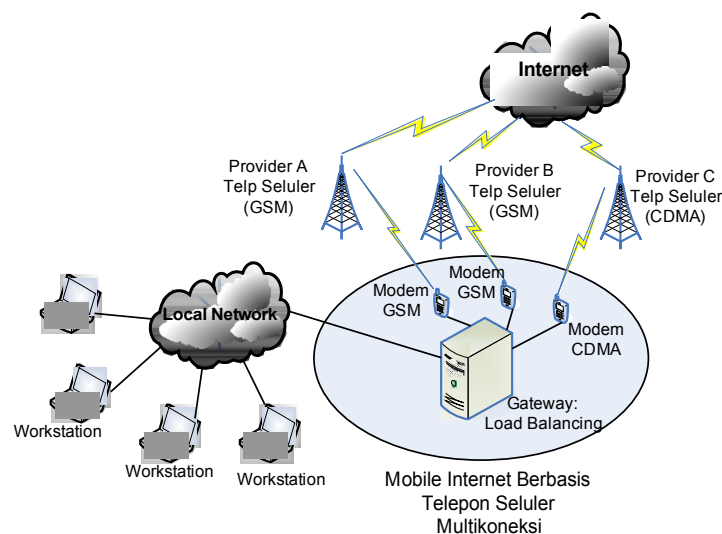 Internet
Provider A
Telp Seluler
(GSM)
Provider B
Telp Seluler
(GSM)
Provider C
Telp Seluler
(CDMA)
Modem
GSM
Modem
GSM
Modem
CDMA
Local Network
Gateway:
Load Balancing
Workstation
Workstation
Workstation
Mobile Internet Berbasis
Telepon Seluler
Multikoneksi